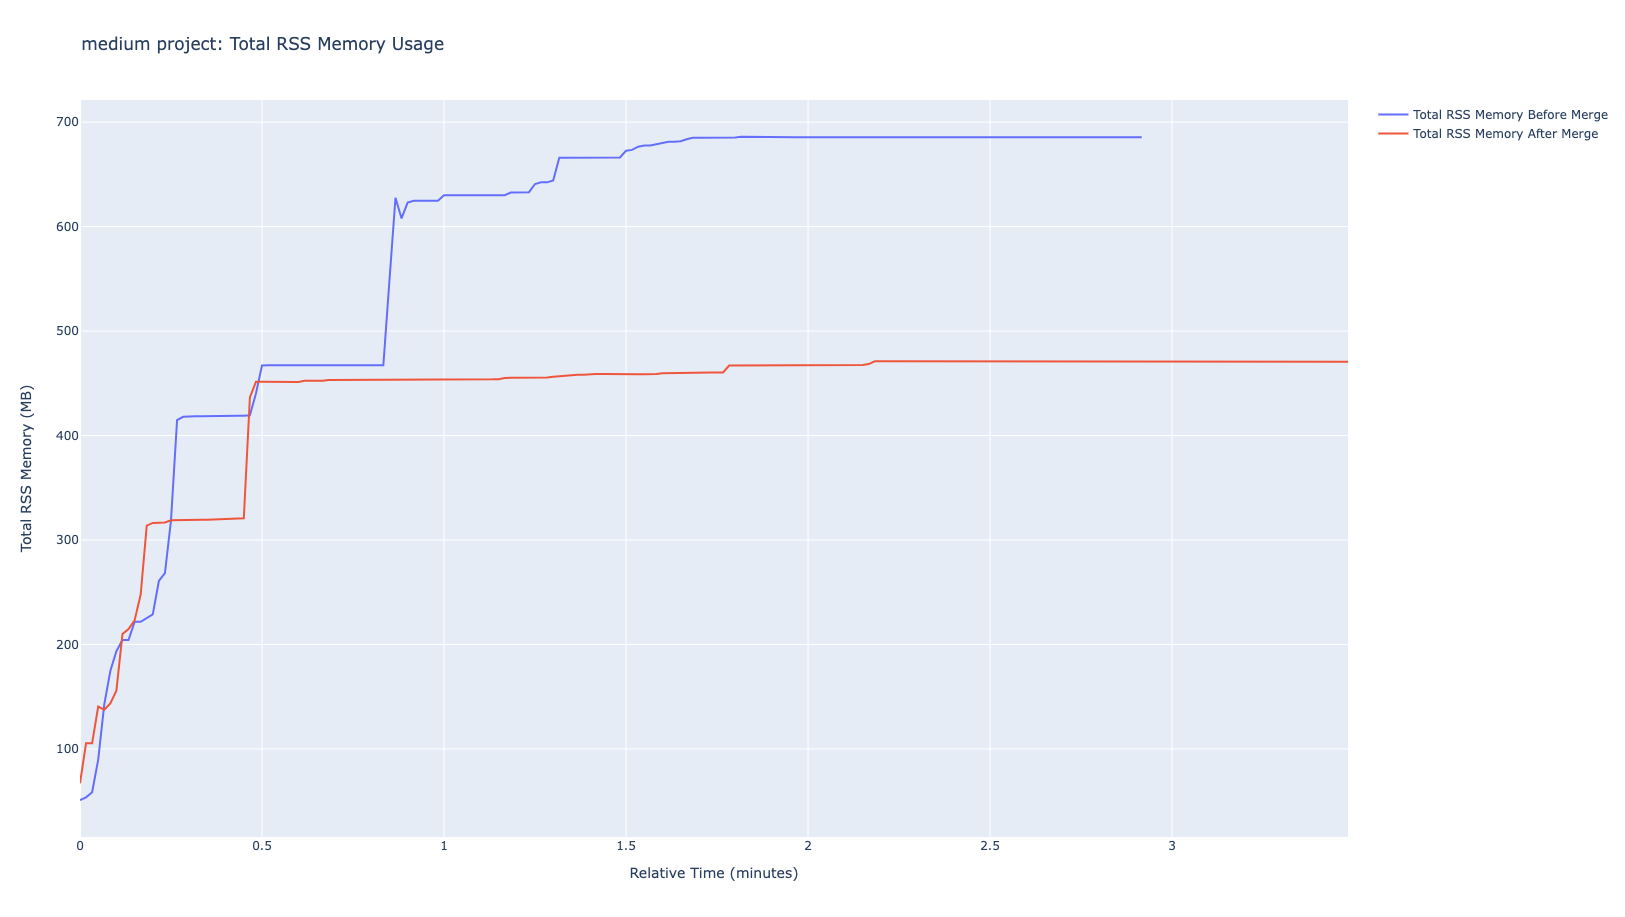 medium project: Total RSS Memory Usage
Total RSS Memory Before Merge
Total RSS Memory After Merge
700
600
500
400
300
200
100
Total RSS Memory (MB)
0
0.5
1
1.5
2
2.5
3
Relative Time (minutes)